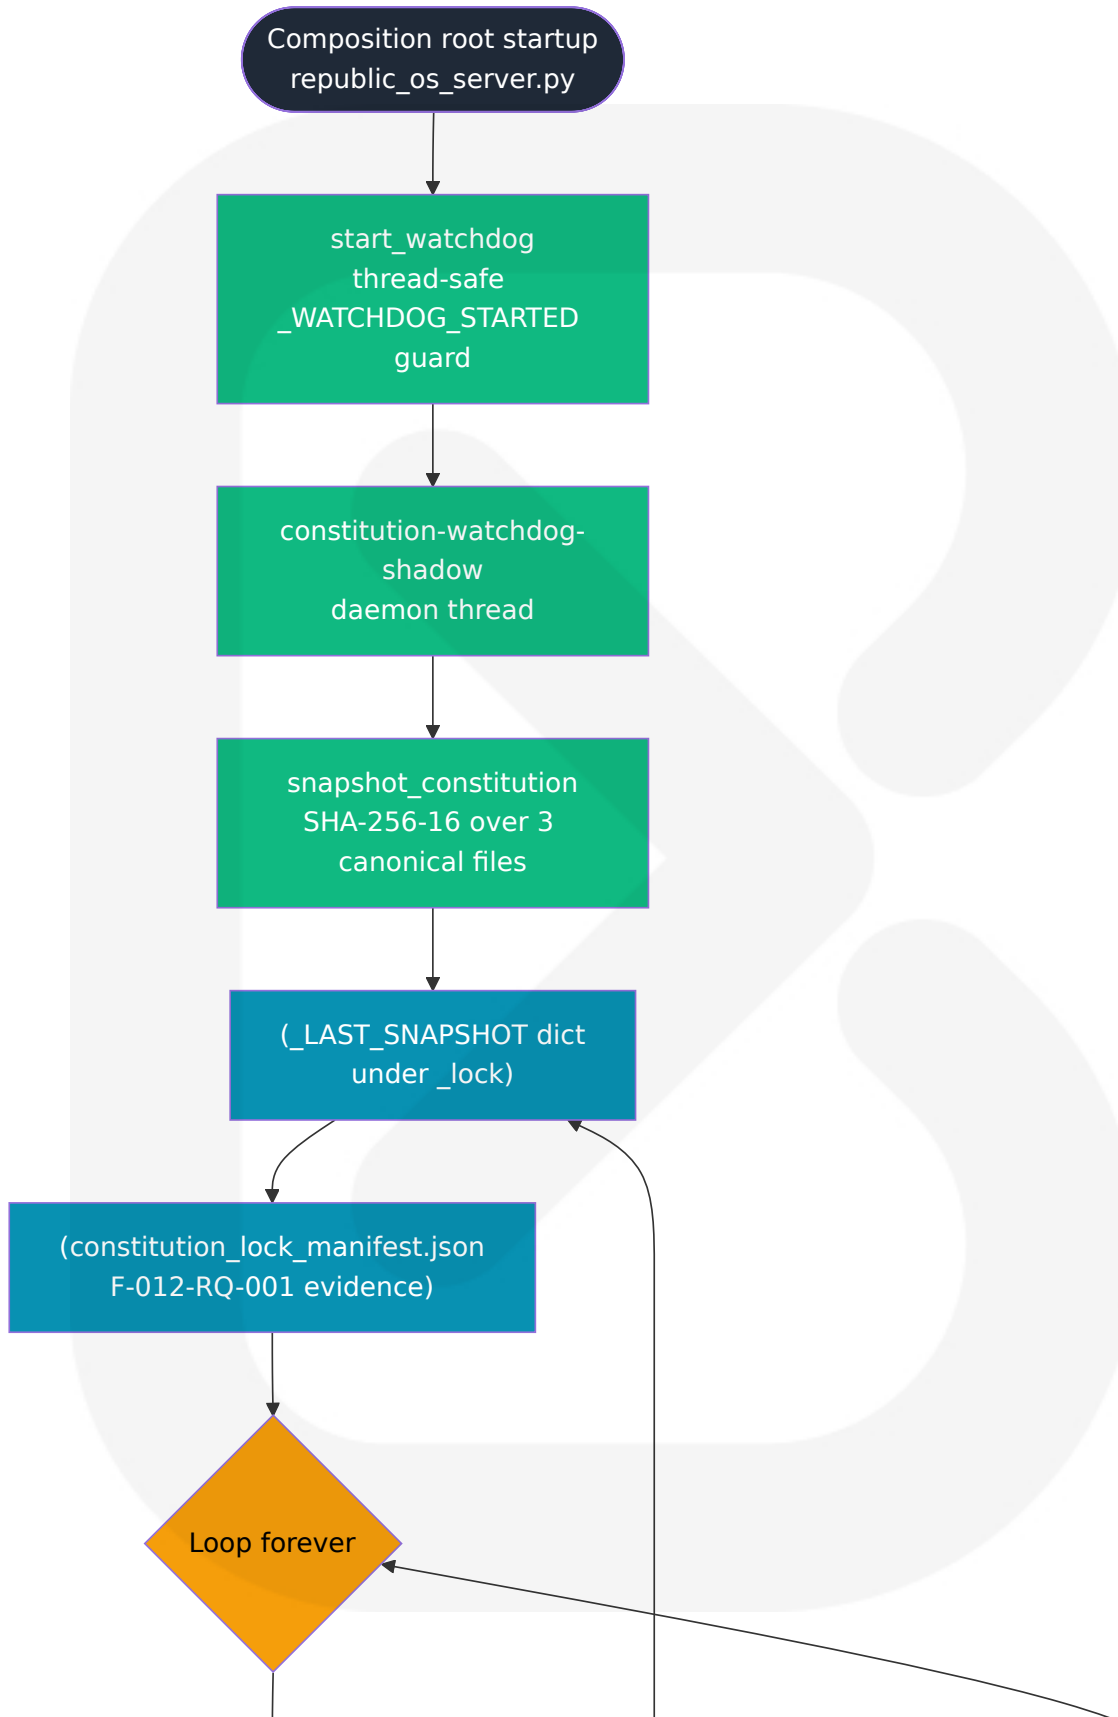 Composition root startup
republic_os_server.py
start_watchdog
thread-safe
_WATCHDOG_STARTED
guard
constitution-watchdog-
shadow
daemon thread
snapshot_constitution
SHA-256-16 over 3
canonical files
(_LAST_SNAPSHOT dict
under _lock)
(constitution_lock_manifest.json
F-012-RQ-001 evidence)
Loop forever